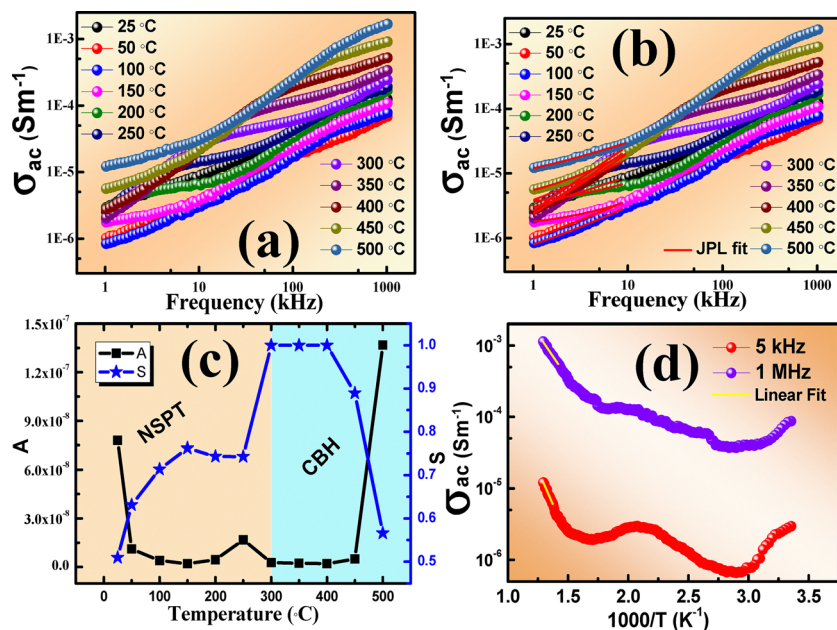 (a)
25 °C
50 °C
100 °C
150 °C
200 °C
250 °C
300 °C
350 °C
400 °C
450 °C
500 °C
1E-3
1E-4
1E-5
1E-6
σac (Sm-1)
1 10 100 1000
Frequency (kHz)
(b)
25 °C
50 °C
100 °C
150 °C
200 °C
250 °C
300 °C
350 °C
400 °C
450 °C
500 °C
JPL fit
1E-3
1E-4
1E-5
1E-6
σac (Sm-1)
1 10 100 1000
Frequency (kHz)
(c)
A
S
NSPT
CBH
1.5x10-7
1.2x10-7
9.0x10-8
6.0x10-8
3.0x10-8
0.0
A
1.0
0.9
0.8
0.7
0.6
0.5
S
0 100 200 300 400 500
Temperature (°C)
(d)
5 kHz
1 MHz
Linear Fit
10-3
10-4
10-5
10-6
σac (Sm-1)
1.0 1.5 2.0 2.5 3.0 3.5
1000/T (K-1)